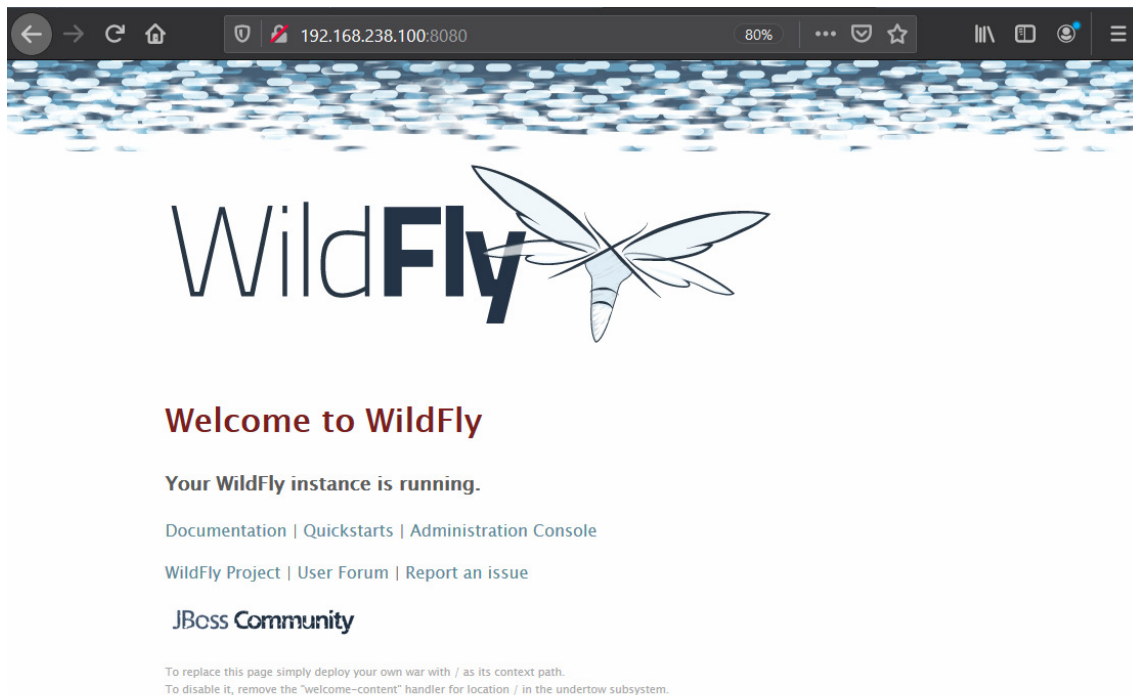 192.168.238.100:8080 80%
WildFly
Welcome to WildFly
Your WildFly instance is running.
Documentation | Quickstarts | Administration Console
WildFly Project | User Forum | Report an issue
JBoss Community
To replace this page simply deploy your own war with / as its context path.
To disable it, remove the "welcome-content" handler for location / in the undertow subsystem.